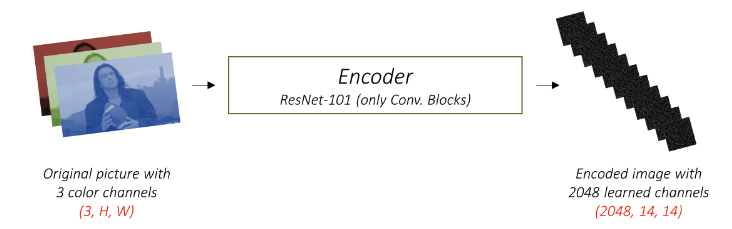 Encoder
ResNet-101 (only Conv. Blocks)
Original picture with
3 color channels
(3, H, W)
Encoded image with
2048 learned channels
(2048, 14, 14)